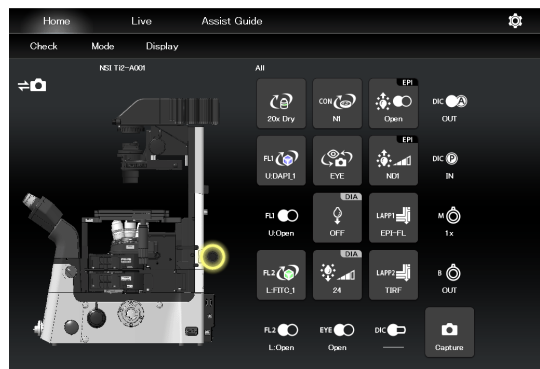 Home Live Assist Guide
Check Mode Display
NSI Ti2-A001
All
EPI
CON
DIC A
20x Dry N1 Open OUT
EPI
FL1
DIC P
U:DAPI_1 EYE ND1 IN
DIA
FL1
LAPP1
M
U:Open OFF EPI-FL 1x
DIA
FL2
LAPP2
B
L:FITC_1 24 TIRF OUT
FL2 EYE DIC
L:Open Open Capture